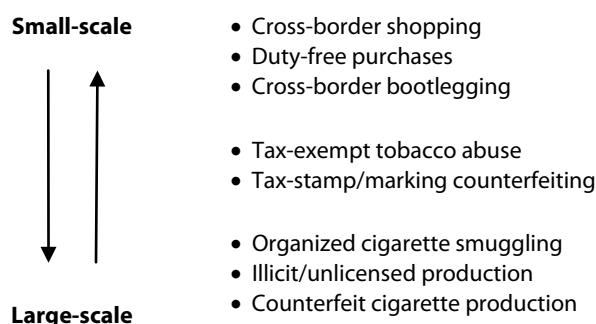 Small-scale
• Cross-border shopping
• Duty-free purchases
• Cross-border bootlegging
• Tax-exempt tobacco abuse
• Tax-stamp/marking counterfeiting
• Organized cigarette smuggling
• Illicit/unlicensed production
• Counterfeit cigarette production
Large-scale